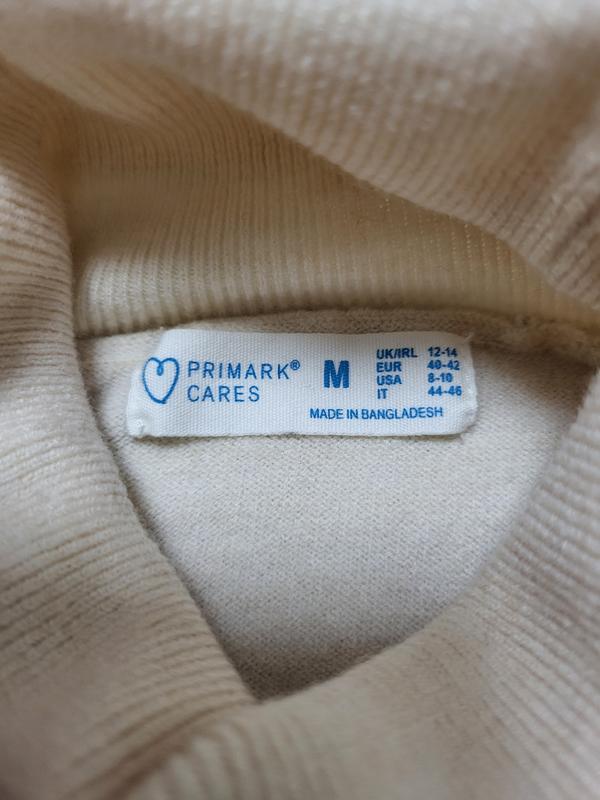 PRIMARK®
CARES
M
UK/IRL 12-14
EUR 40-42
USA 8-10
IT 44-46
MADE IN BANGLADESH